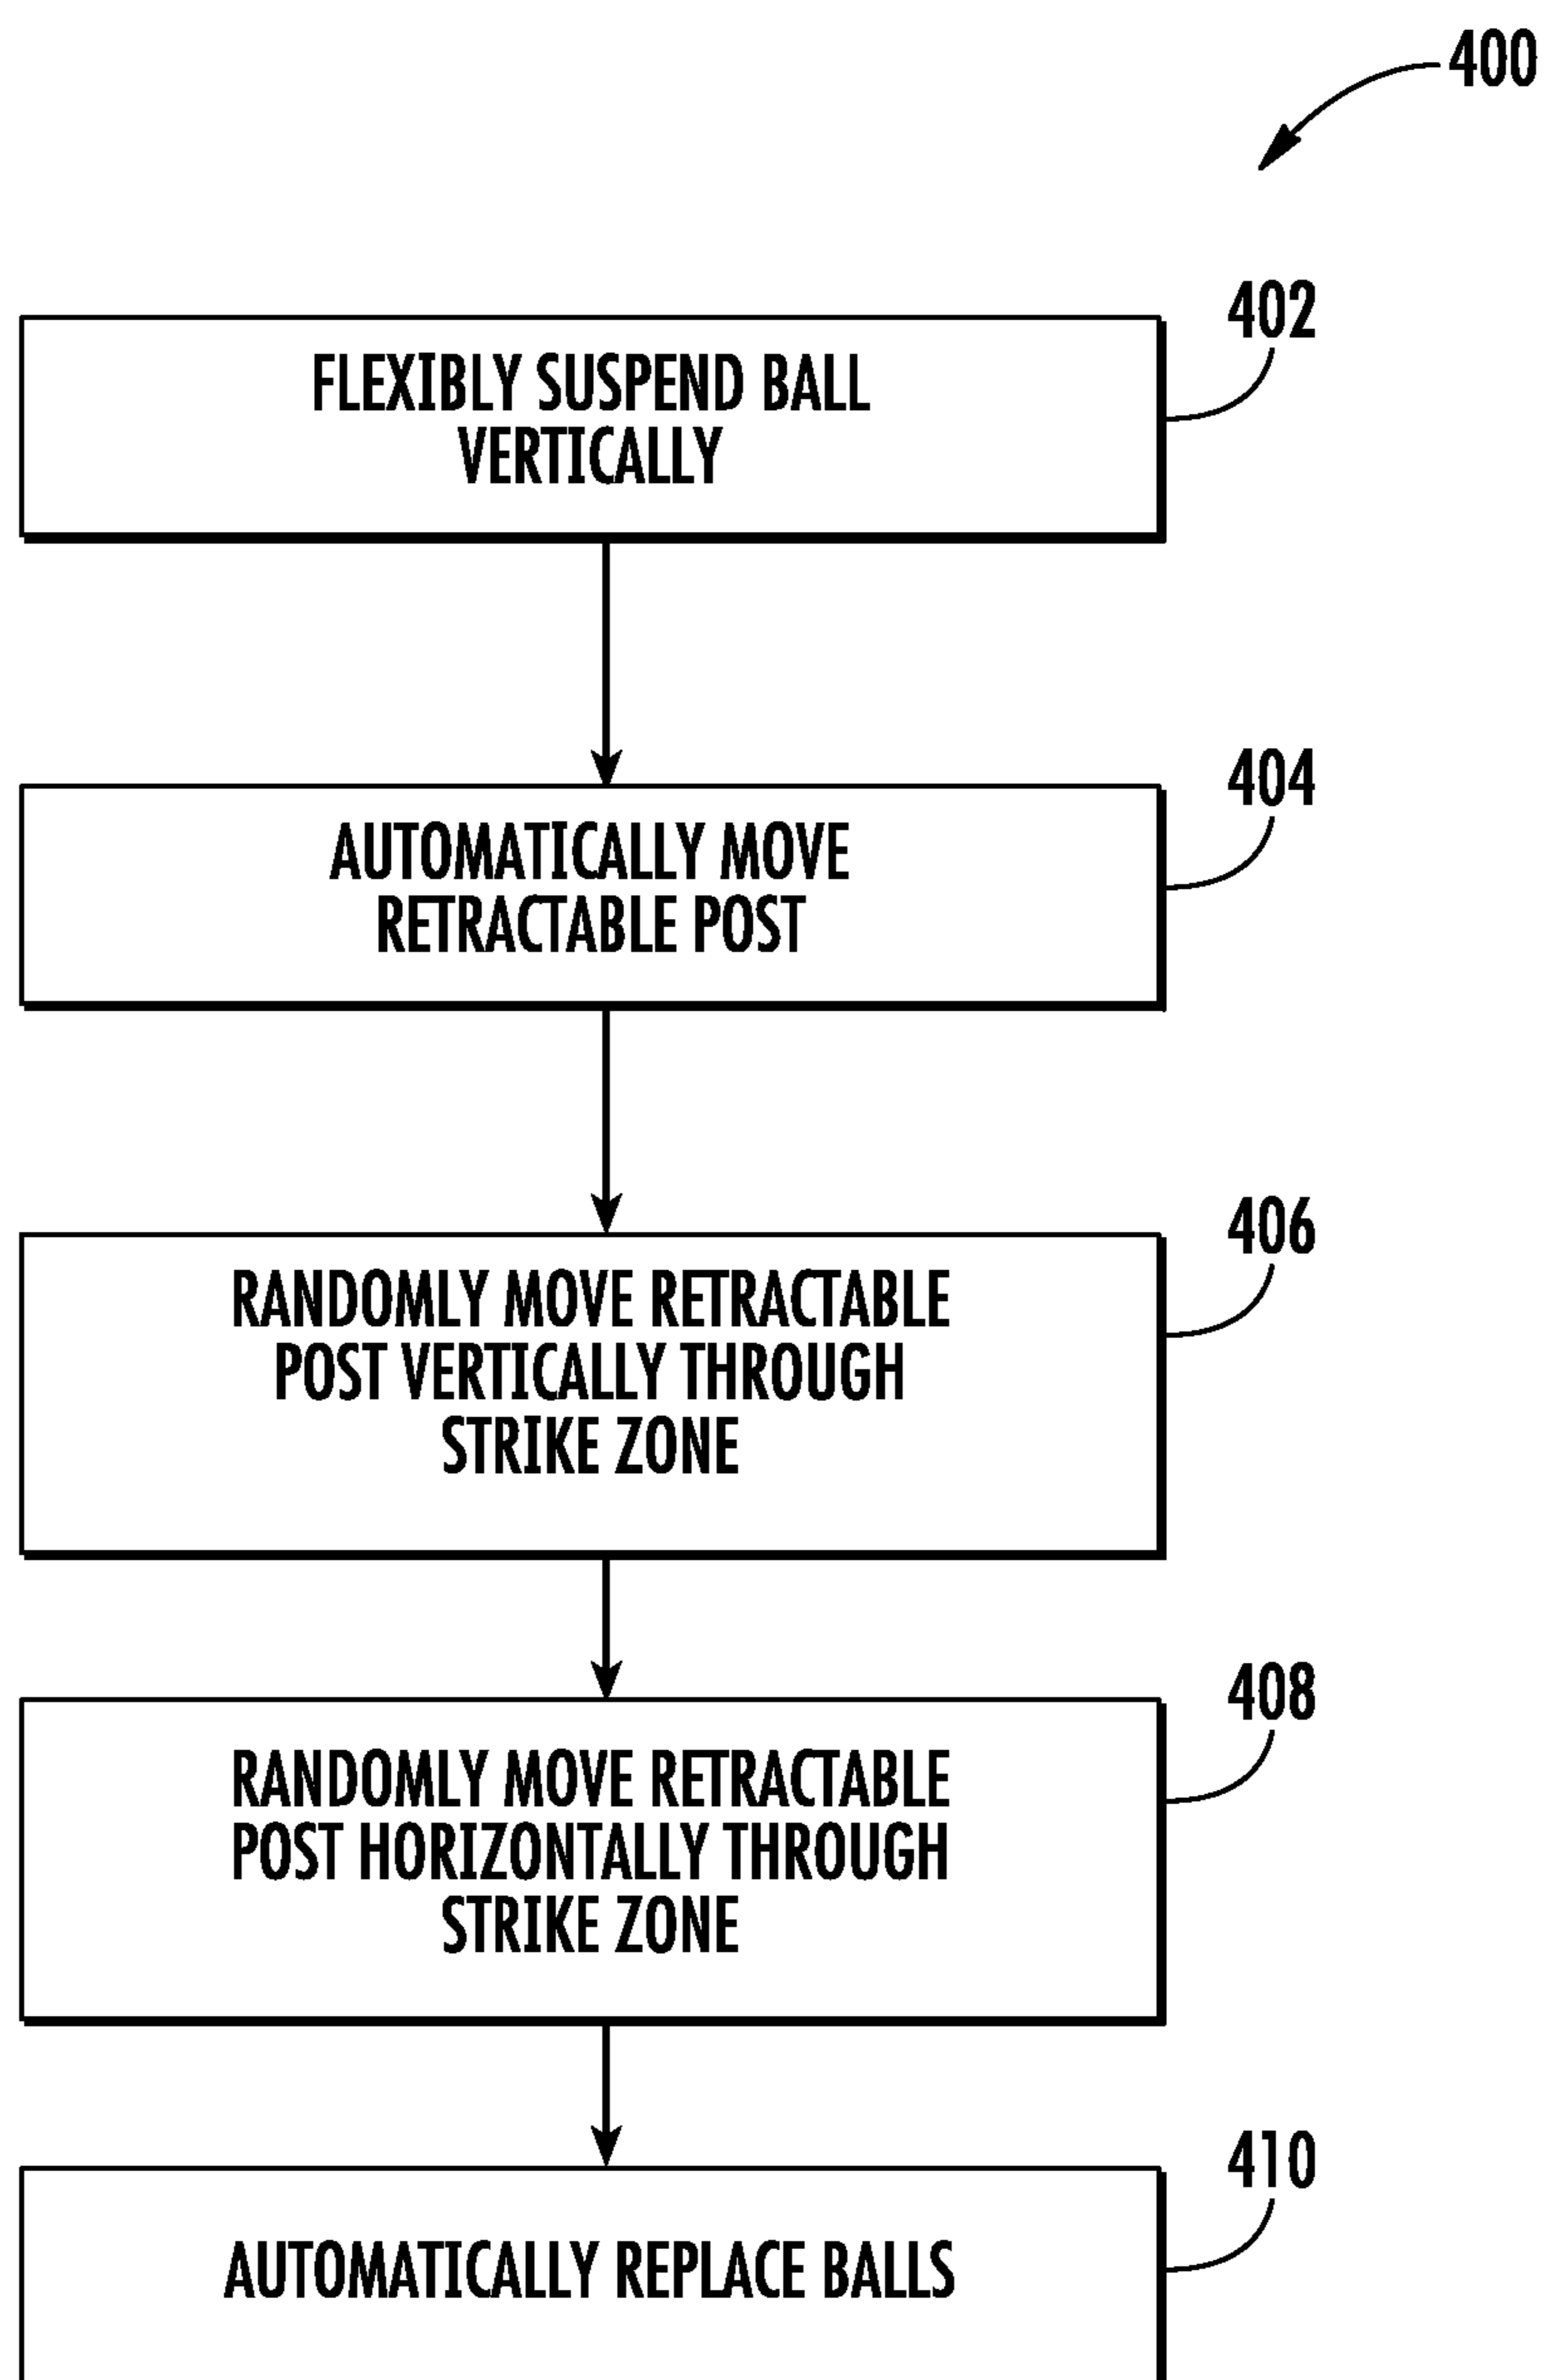 400
402
FLEXIBLY SUSPEND BALL
VERTICALLY
404
AUTOMATICALLY MOVE
RETRACTABLE POST
406
RANDOMLY MOVE RETRACTABLE
POST VERTICALLY THROUGH
STRIKE ZONE
408
RANDOMLY MOVE RETRACTABLE
POST HORIZONTALLY THROUGH
STRIKE ZONE
410
AUTOMATICALLY REPLACE BALLS